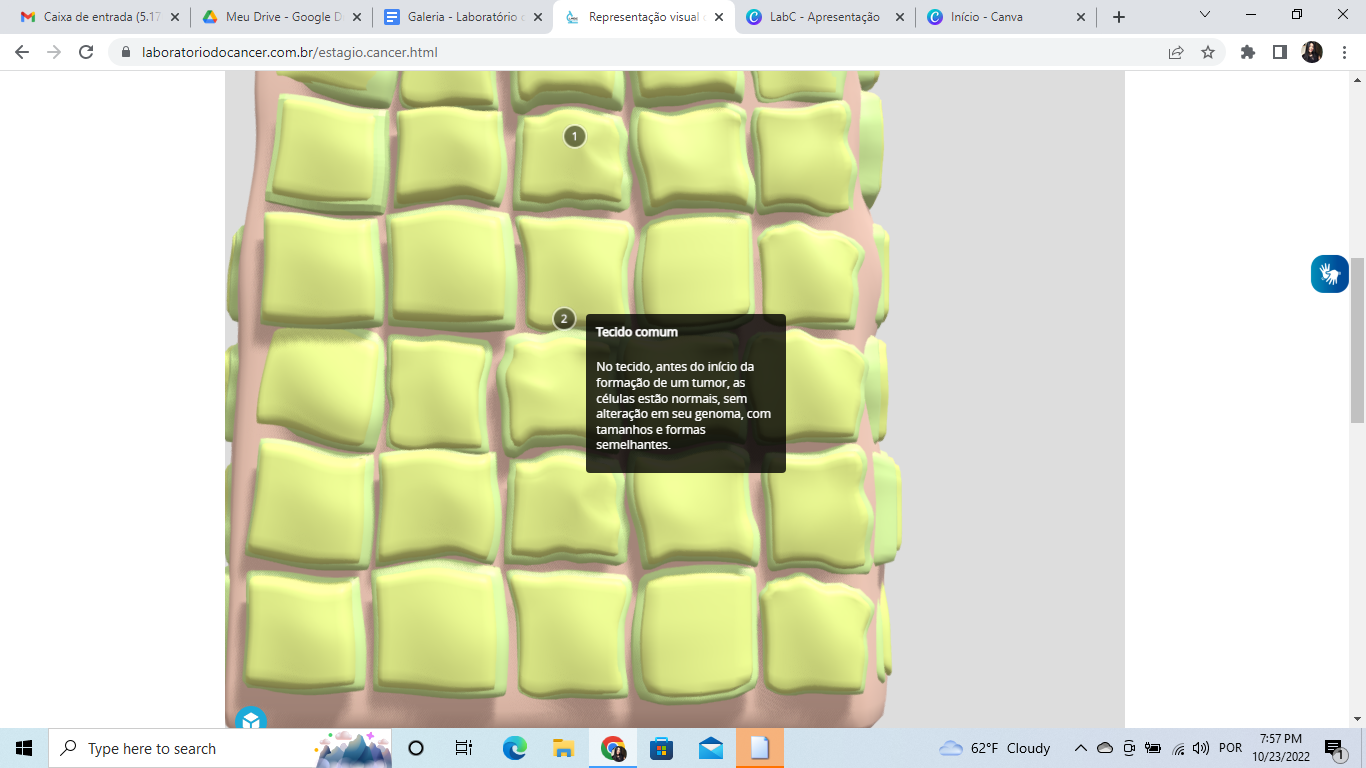 Caixa de entrada (5.17
Meu Drive - Google D
Galeria - Laboratório
Representação visual
LabC - Apresentação
Início - Canva
laboratoriodocancer.com.br/estagio.cancer.html
1
2
Tecido comum
No tecido, antes do início da
formação de um tumor, as
células estão normais, sem
alteração em seu genoma, com
tamanhos e formas
semelhantes.
Type here to search
62°F Cloudy
POR
7:57 PM
10/23/2022
1